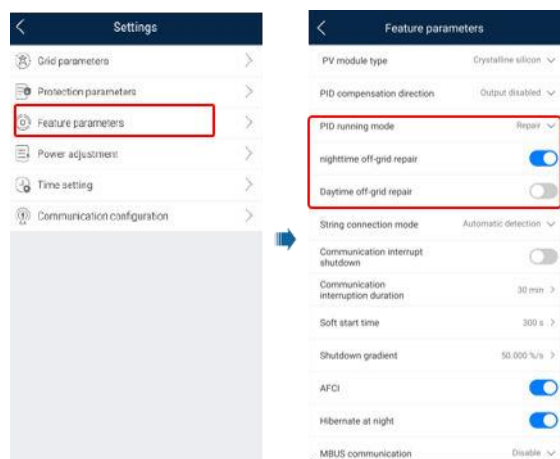 Settings
Grid parameters
Protection parameters
Feature parameters
Power adjustment
Time setting
Communication configuration
Feature parameters
PV module type Crystalline silicon
PID compensation direction Output disabled
PID running mode Repair
nighttime off-grid repair
Daytime off-grid repair
String connection mode Automatic detection
Communication interrupt
shutdown
Communication
interruption duration 30 min
Soft start time 300 s
Shutdown gradient 50.000 %/s
AFCI
Hibernate at night
MBUS communication Disable